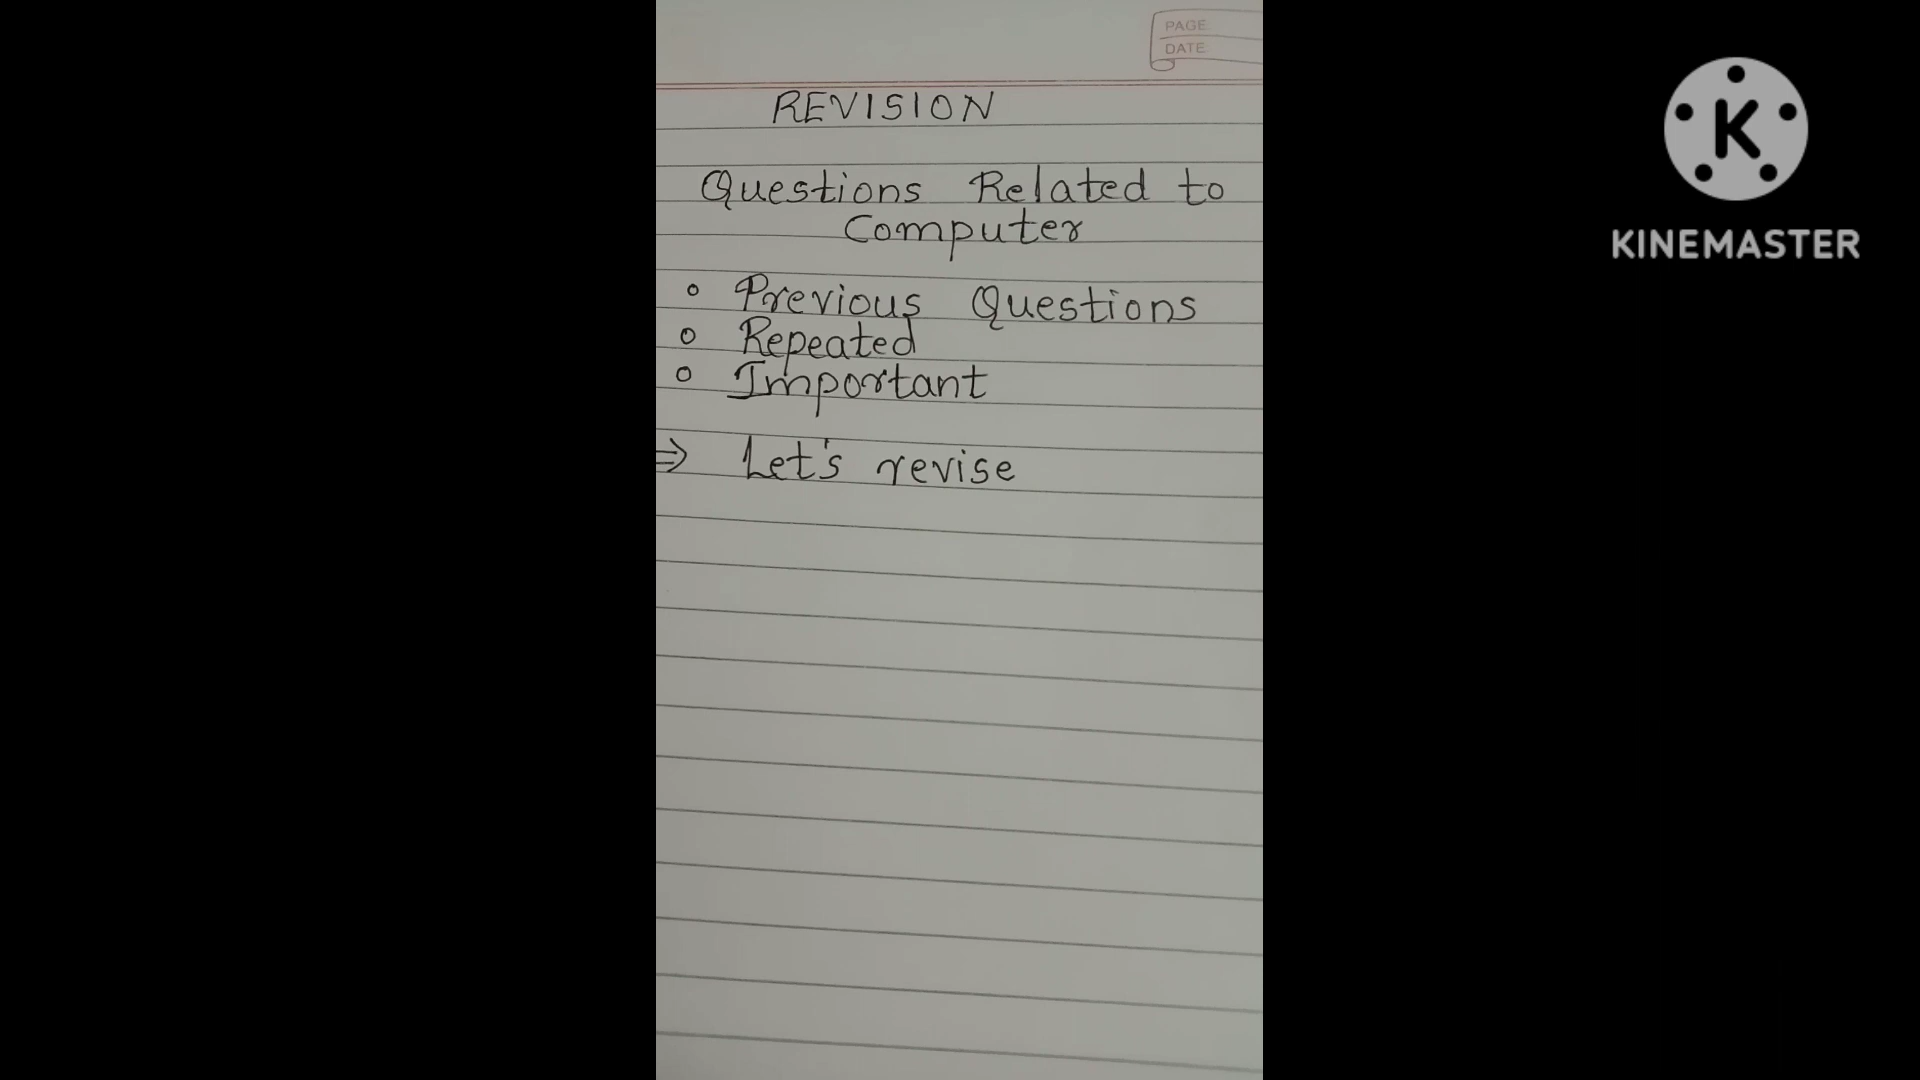 PAGE
DATE
REVISION
Questions Related to
Computer
Previous Questions
Repeated
Important
⇒ Let's revise
K
KINEMASTER